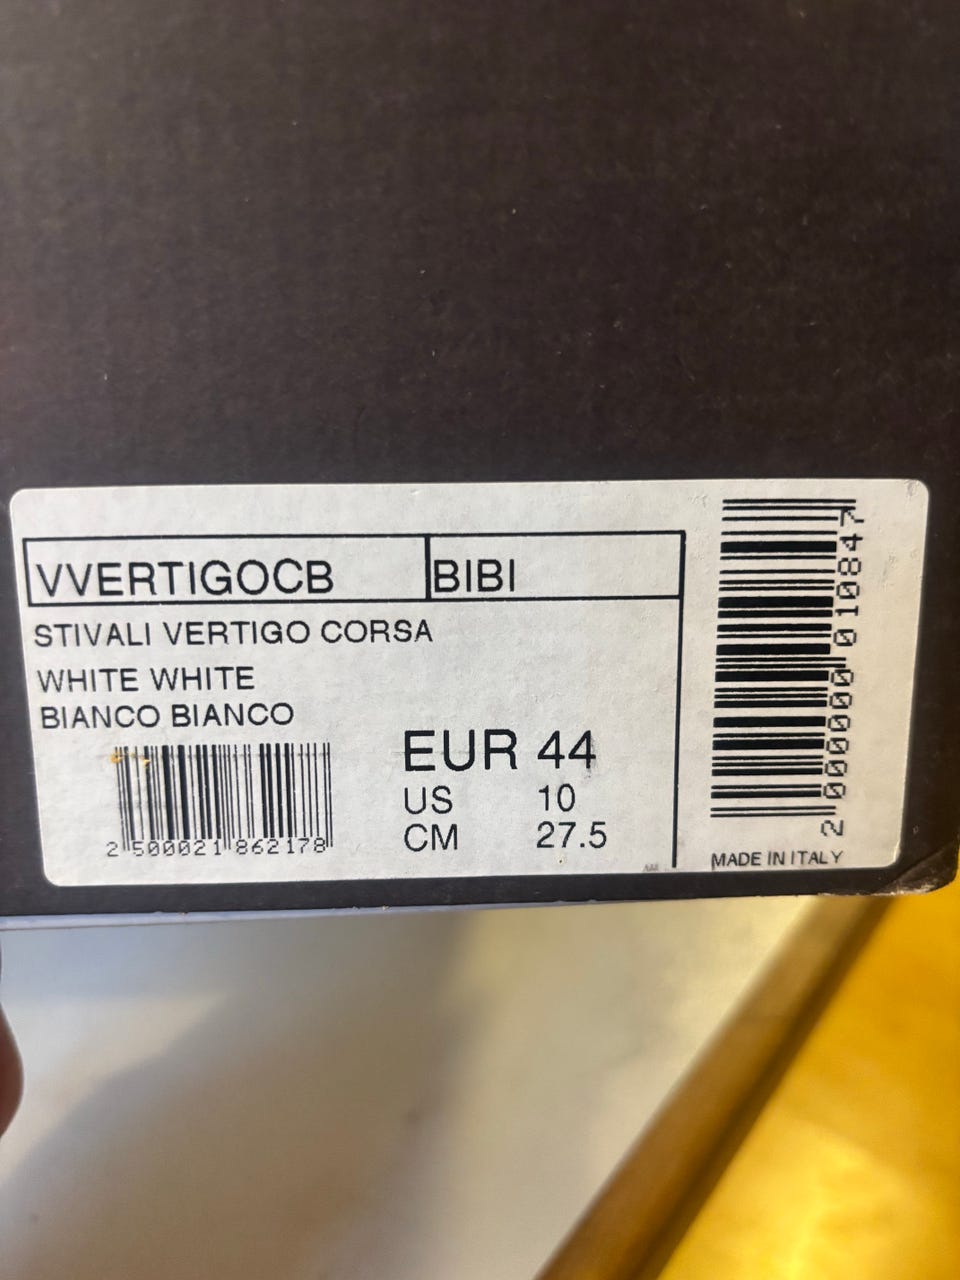 VVERTIGOCB BIBI
STIVALI VERTIGO CORSA
WHITE WHITE
BIANCO BIANCO
EUR 44
US 10
CM 27.5
2 500021 862178
2 000000 010847
MADE IN ITALY